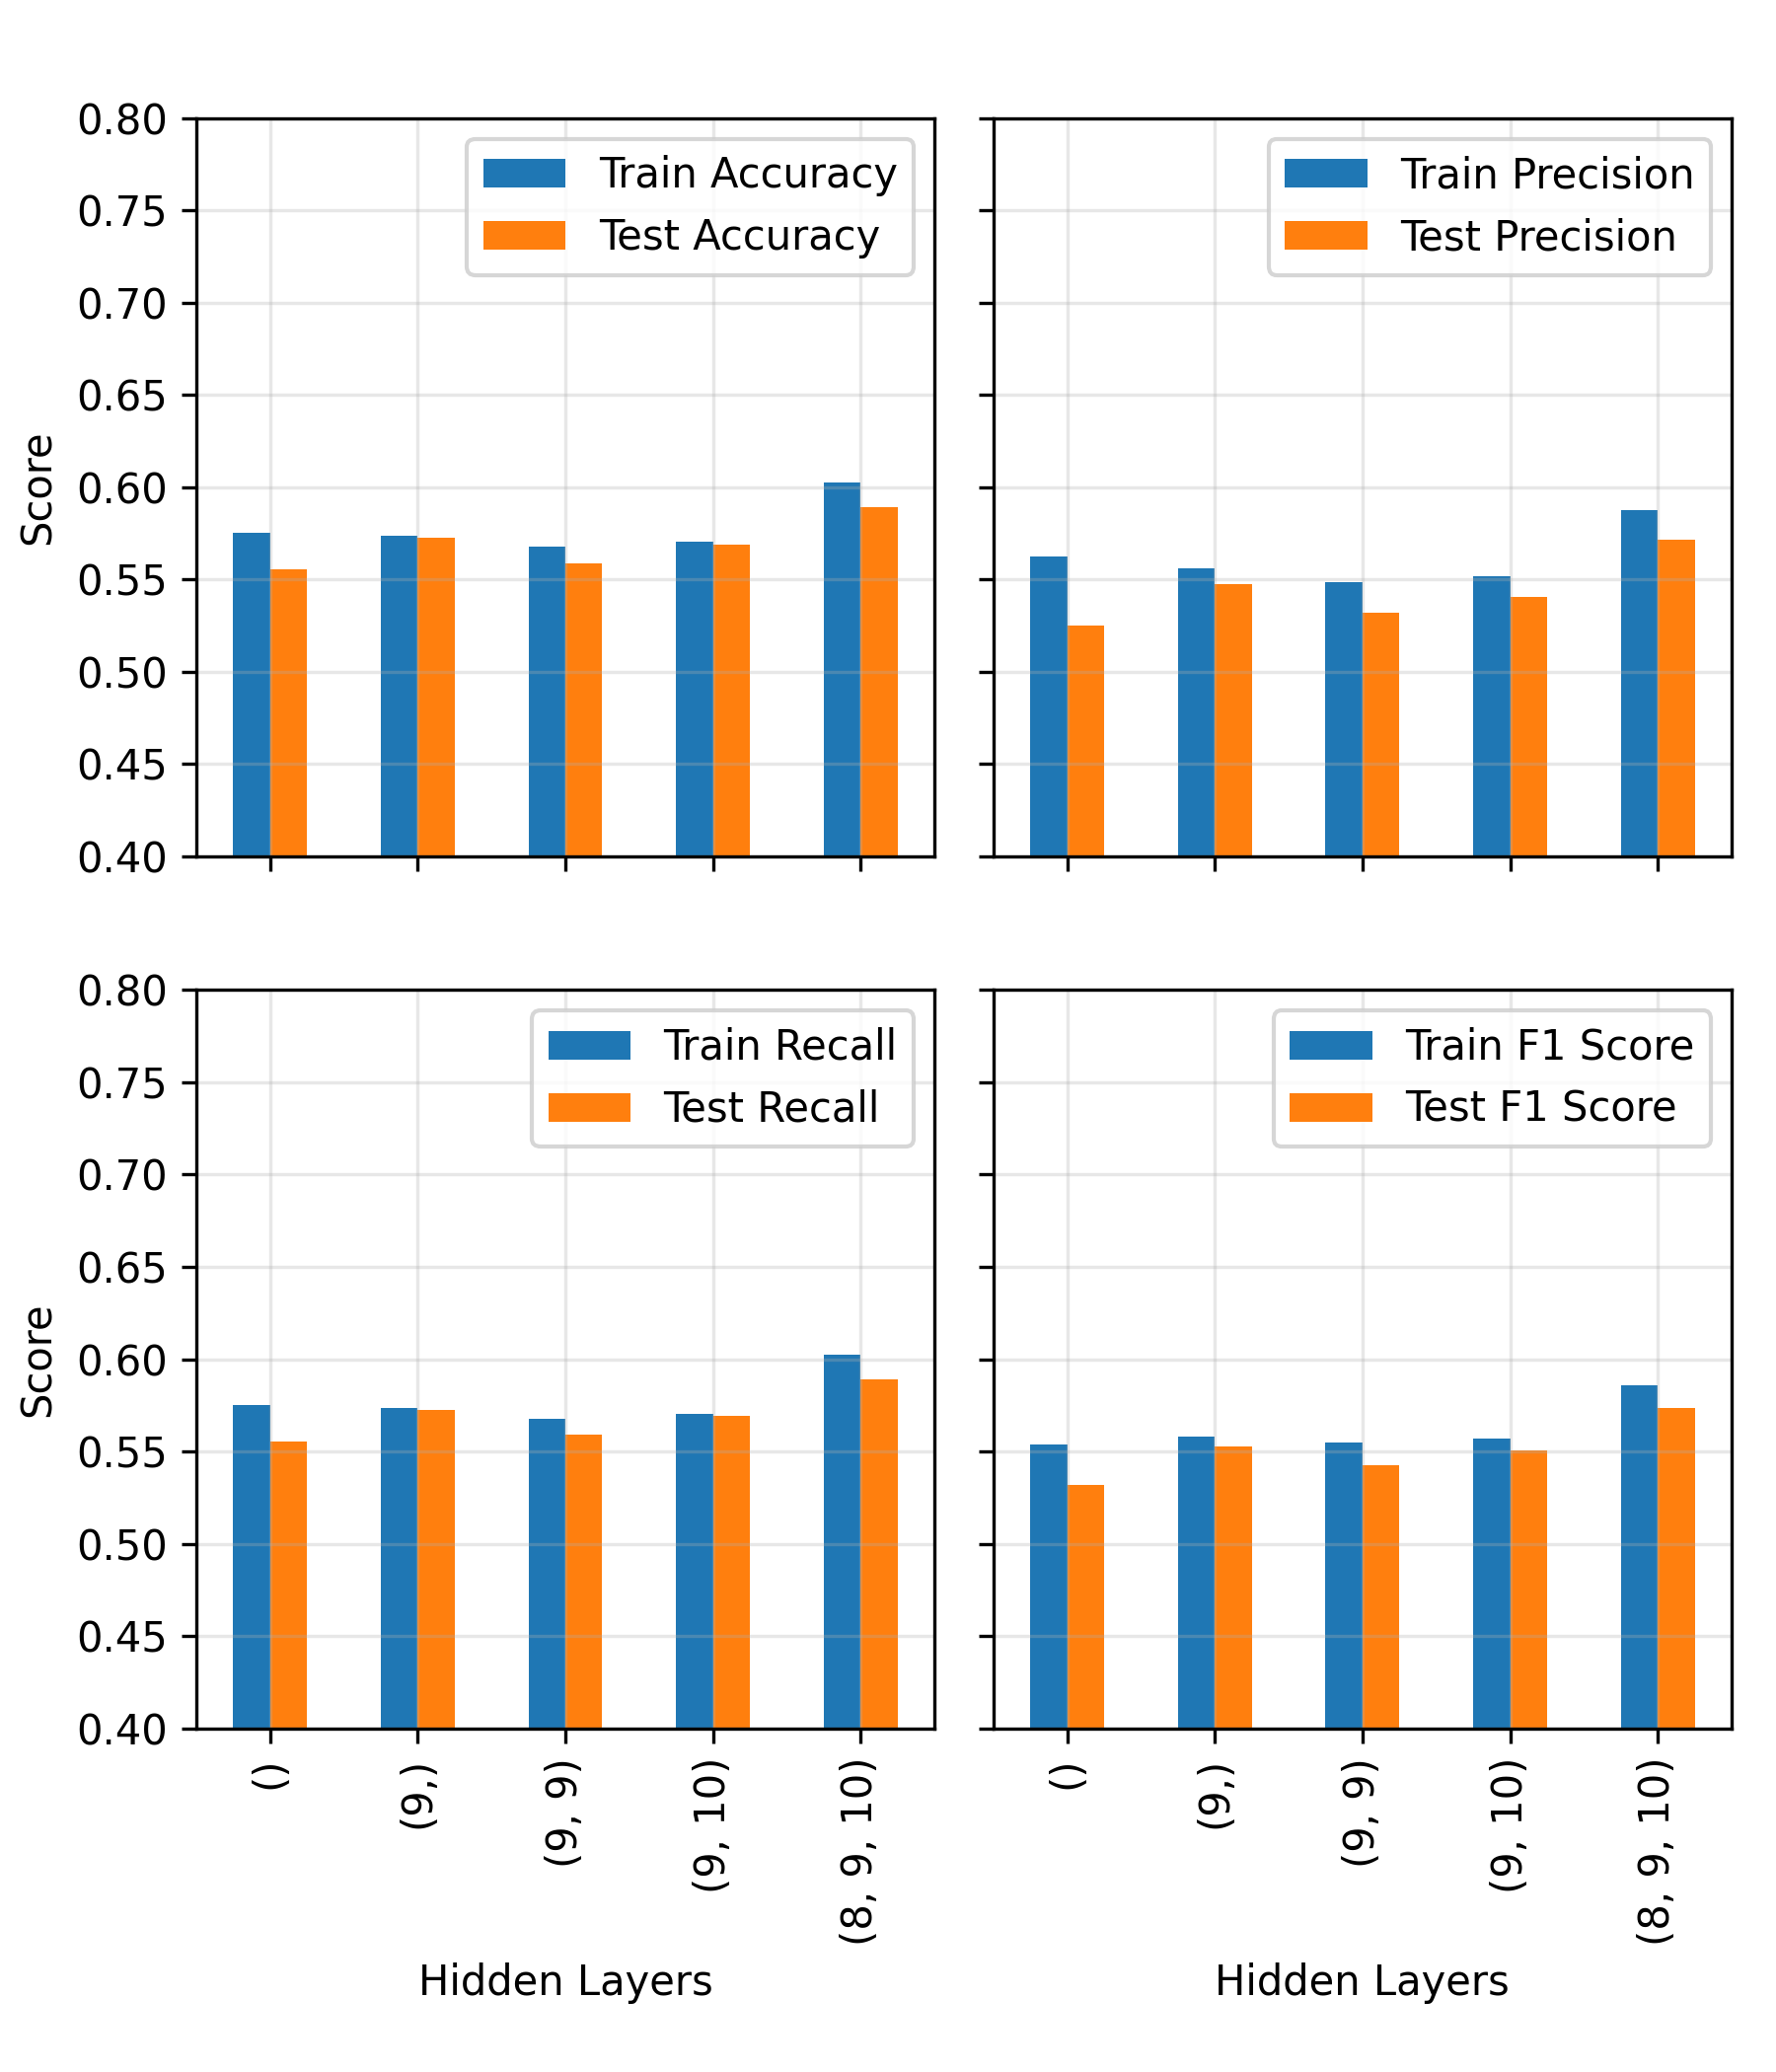 0.80
0.75
0.70
0.65
0.60
0.55
0.50
0.45
0.40
Score
Train Accuracy
Test Accuracy
Train Precision
Test Precision
0.80
0.75
0.70
0.65
0.60
0.55
0.50
0.45
0.40
Score
Train Recall
Test Recall
Train F1 Score
Test F1 Score
()
(9,)
(9, 9)
(9, 10)
(8, 9, 10)
Hidden Layers
()
(9,)
(9, 9)
(9, 10)
(8, 9, 10)
Hidden Layers